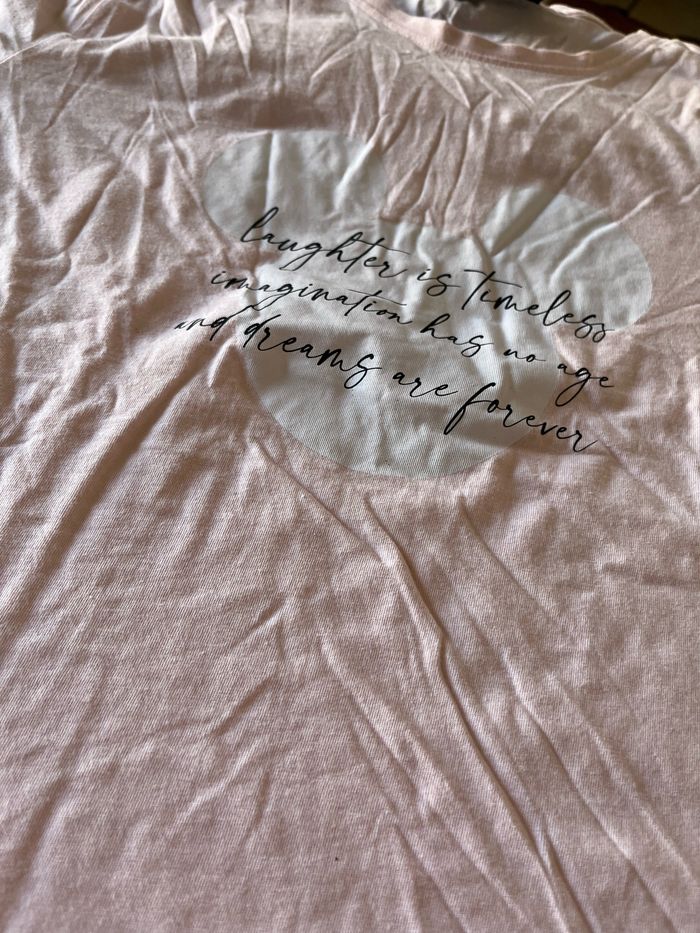 laughter is timeless
imagination has no age
and dreams are forever